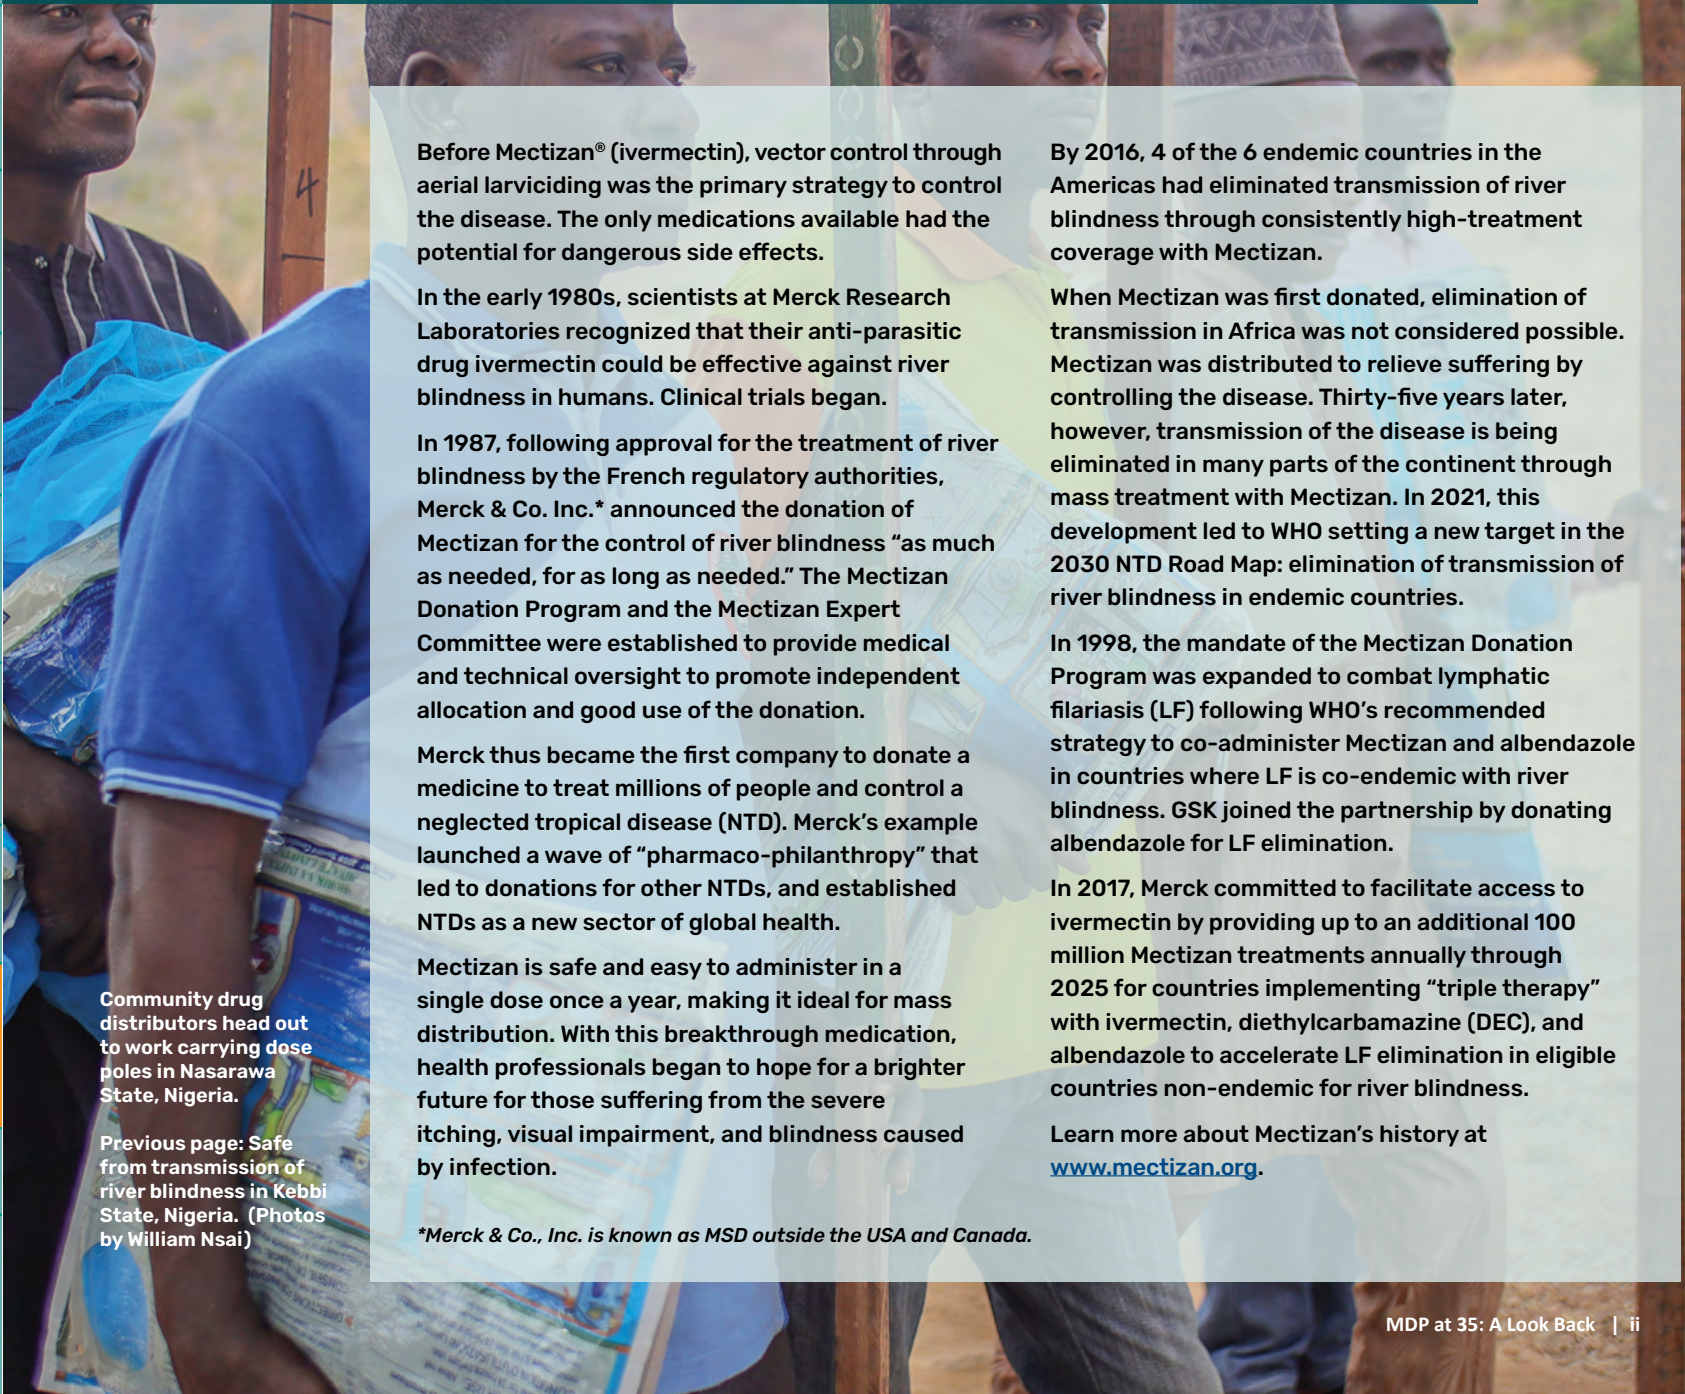 Before Mectizan® (ivermectin), vector control through
aerial larviciding was the primary strategy to control
the disease. The only medications available had the
potential for dangerous side effects.
In the early 1980s, scientists at Merck Research
Laboratories recognized that their anti-parasitic
drug ivermectin could be effective against river
blindness in humans. Clinical trials began.
In 1987, following approval for the treatment of river
blindness by the French regulatory authorities,
Merck & Co. Inc.* announced the donation of
Mectizan for the control of river blindness “as much
as needed, for as long as needed.” The Mectizan
Donation Program and the Mectizan Expert
Committee were established to provide medical
and technical oversight to promote independent
allocation and good use of the donation.
Merck thus became the first company to donate a
medicine to treat millions of people and control a
neglected tropical disease (NTD). Merck’s example
launched a wave of “pharmaco-philanthropy” that
led to donations for other NTDs, and established
NTDs as a new sector of global health.
Mectizan is safe and easy to administer in a
single dose once a year, making it ideal for mass
distribution. With this breakthrough medication,
health professionals began to hope for a brighter
future for those suffering from the severe
itching, visual impairment, and blindness caused
by infection.
*Merck & Co., Inc. is known as MSD outside the USA and Canada.
By 2016, 4 of the 6 endemic countries in the
Americas had eliminated transmission of river
blindness through consistently high-treatment
coverage with Mectizan.
When Mectizan was first donated, elimination of
transmission in Africa was not considered possible.
Mectizan was distributed to relieve suffering by
controlling the disease. Thirty-five years later,
however, transmission of the disease is being
eliminated in many parts of the continent through
mass treatment with Mectizan. In 2021, this
development led to WHO setting a new target in the
2030 NTD Road Map: elimination of transmission of
river blindness in endemic countries.
In 1998, the mandate of the Mectizan Donation
Program was expanded to combat lymphatic
filariasis (LF) following WHO’s recommended
strategy to co-administer Mectizan and albendazole
in countries where LF is co-endemic with river
blindness. GSK joined the partnership by donating
albendazole for LF elimination.
In 2017, Merck committed to facilitate access to
ivermectin by providing up to an additional 100
million Mectizan treatments annually through
2025 for countries implementing “triple therapy”
with ivermectin, diethylcarbamazine (DEC), and
albendazole to accelerate LF elimination in eligible
countries non-endemic for river blindness.
Learn more about Mectizan’s history at
www.mectizan.org.
Community drug
distributors head out
to work carrying dose
poles in Nasarawa
State, Nigeria.
Previous page: Safe
from transmission of
river blindness in Kebbi
State, Nigeria. (Photos
by William Nsai)
4
MDP at 35: A Look Back | ii